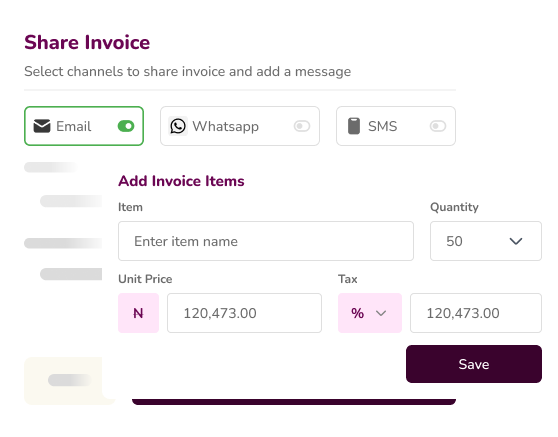 Share Invoice
Select channels to share invoice and add a message
Email Whatsapp SMS
Add Invoice Items
Item Quantity
Enter item name 50
Unit Price Tax
N 120,473.00 % 120,473.00
Save